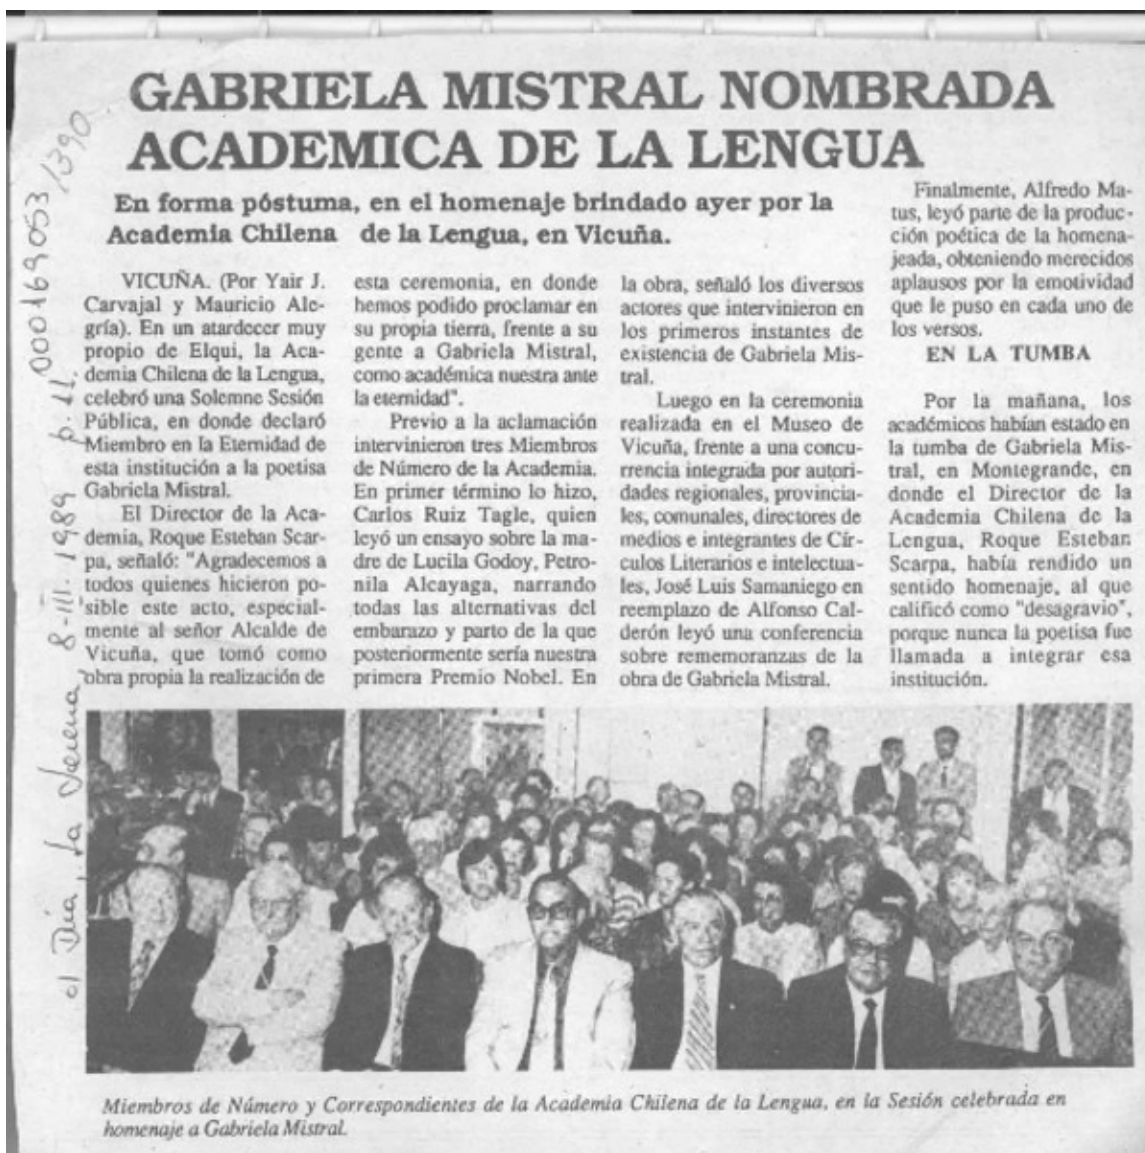 GABRIELA MISTRAL NOMBRADA
ACADEMICA DE LA LENGUA
En forma póstuma, en el homenaje brindado ayer por la
Academia Chilena de la Lengua, en Vicuña.
VICUÑA. (Por Yair J.
Carvajal y Mauricio Ale-
gría). En un atardecer muy
propio de Elqui, la Aca-
demia Chilena de la Lengua,
celebró una Solemne Sesión
Pública, en donde declaró
Miembro en la Eternidad de
esta institución a la poetisa
Gabriela Mistral.
El Director de la Aca-
demia, Roque Esteban Scar-
pa, señaló: "Agradecemos a
todos quienes hicieron po-
sible este acto, especial-
mente al señor Alcalde de
Vicuña, que tomó como
obra propia la realización de
esta ceremonia, en donde
hemos podido proclamar en
su propia tierra, frente a su
gente a Gabriela Mistral,
como académica nuestra ante
la eternidad".
Previo a la aclamación
intervinieron tres Miembros
de Número de la Academia.
En primer término lo hizo,
Carlos Ruiz Tagle, quien
leyó un ensayo sobre la ma-
dre de Lucila Godoy, Petro-
nila Alcayaga, narrando
todas las alternativas del
embarazo y parto de la que
posteriormente sería nuestra
primera Premio Nobel. En
la obra, señaló los diversos
actores que intervinieron en
los primeros instantes de
existencia de Gabriela Mis-
tral.
Luego en la ceremonia
realizada en el Museo de
Vicuña, frente a una concu-
rrencia integrada por autori-
dades regionales, provincia-
les, comunales, directores de
medios e integrantes de Cír-
culos Literarios e intelectua-
les, José Luis Samaniego en
reemplazo de Alfonso Cal-
derón leyó una conferencia
sobre rememoranzas de la
obra de Gabriela Mistral.
Finalmente, Alfredo Ma-
tus, leyó parte de la produc-
ción poética de la homena-
jeada, obteniendo merecidos
aplausos por la emotividad
que le puso en cada uno de
los versos.
EN LA TUMBA
Por la mañana, los
académicos habían estado en
la tumba de Gabriela Mis-
tral, en Montegrande, en
donde el Director de la
Academia Chilena de la
Lengua, Roque Esteban
Scarpa, había rendido un
sentido homenaje, al que
calificó como "desagravio",
porque nunca la poetisa fue
llamada a integrar esa
institución.
Miembros de Número y Correspondientes de la Academia Chilena de la Lengua, en la Sesión celebrada en
homenaje a Gabriela Mistral.
el Día, La Serena, 8-III-1989 p. 11. 000169053 /390